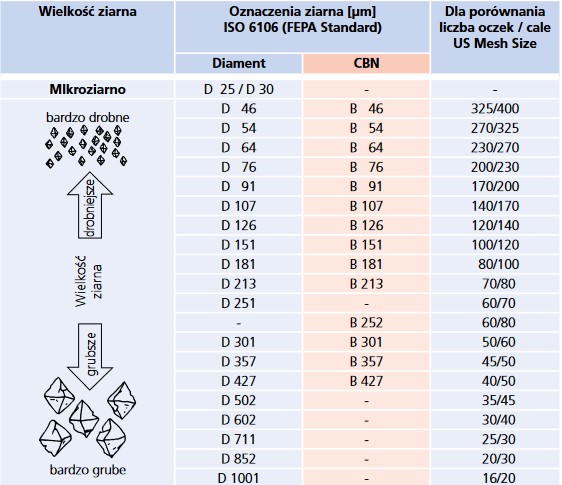 Wielkość ziarna
Oznaczenia ziarna [μm]
ISO 6106 (FEPA Standard)
Dla porównania
liczba oczek / cale
US Mesh Size
Diament CBN
MIkroziarno D 25 / D 30 - -
bardzo drobne
drobniejsze
Wielkość
ziarna
grubsze
bardzo grube
D 46 B 46 325/400
D 54 B 54 270/325
D 64 B 64 230/270
D 76 B 76 200/230
D 91 B 91 170/200
D 107 B 107 140/170
D 126 B 126 120/140
D 151 B 151 100/120
D 181 B 181 80/100
D 213 B 213 70/80
D 251 - 60/70
- B 252 60/80
D 301 B 301 50/60
D 357 B 357 45/50
D 427 B 427 40/50
D 502 - 35/45
D 602 - 30/40
D 711 - 25/30
D 852 - 20/30
D 1001 - 16/20